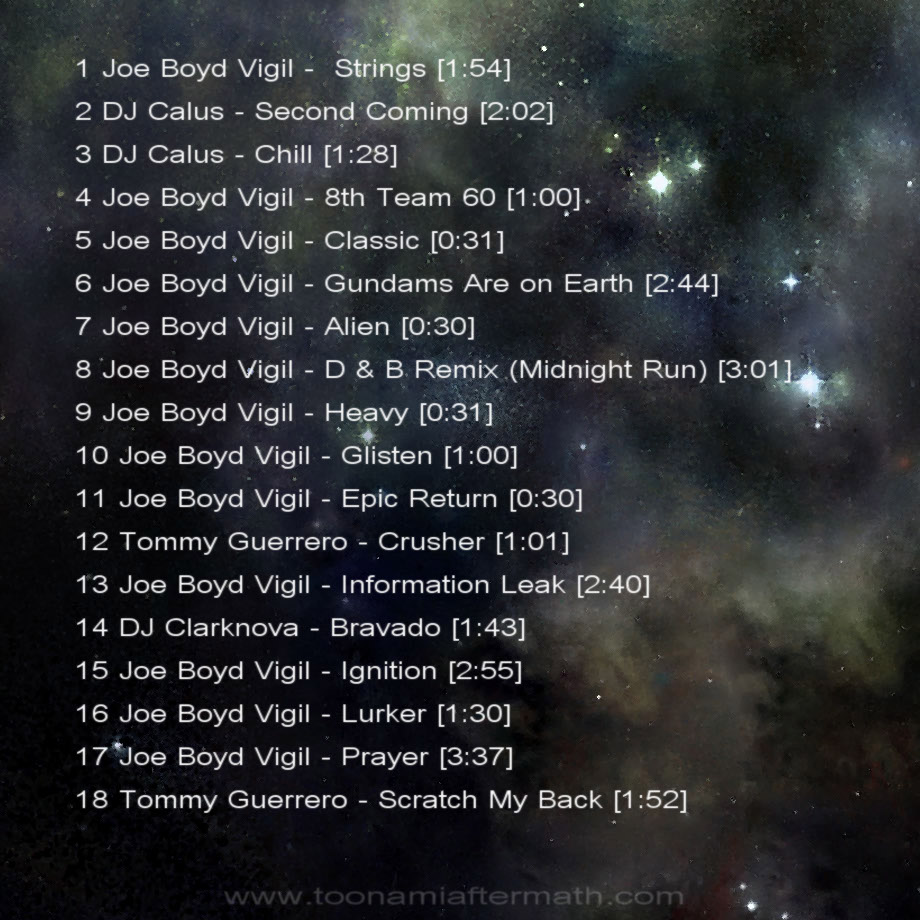 1 Joe Boyd Vigil -  Strings [1:54]
2 DJ Calus - Second Coming [2:02]
3 DJ Calus - Chill [1:28]
4 Joe Boyd Vigil - 8th Team 60 [1:00]
5 Joe Boyd Vigil - Classic [0:31]
6 Joe Boyd Vigil - Gundams Are on Earth [2:44]
7 Joe Boyd Vigil - Alien [0:30]
8 Joe Boyd Vigil - D & B Remix (Midnight Run) [3:01]
9 Joe Boyd Vigil - Heavy [0:31]
10 Joe Boyd Vigil - Glisten [1:00]
11 Joe Boyd Vigil - Epic Return [0:30]
12 Tommy Guerrero - Crusher [1:01]
13 Joe Boyd Vigil - Information Leak [2:40]
14 DJ Clarknova - Bravado [1:43]
15 Joe Boyd Vigil - Ignition [2:55]
16 Joe Boyd Vigil - Lurker [1:30]
17 Joe Boyd Vigil - Prayer [3:37]
18 Tommy Guerrero - Scratch My Back [1:52]
www.toonamiaftermath.com